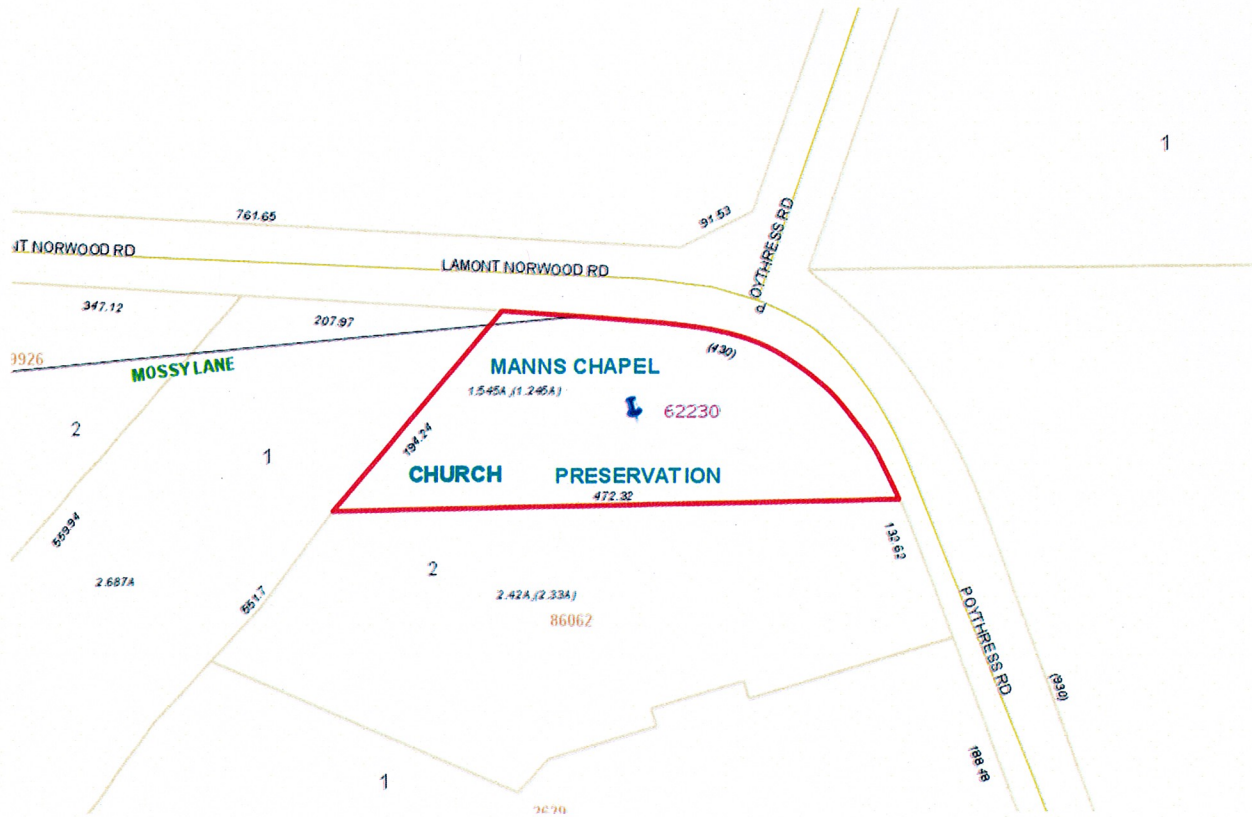 1
761.65
91.53
POYTHRESS RD
NT NORWOOD RD
LAMONT NORWOOD RD
347.12
207.97
9926
MOSSY LANE
(430)
MANNS CHAPEL
1.545A,(1.246A)
62230
2
1
194.24
CHURCH PRESERVATION
472.32
559.94
132.62
2
2.687A
551.7
2.42A,(2.33A)
86062
POYTHRESS RD
(930)
188.48
1